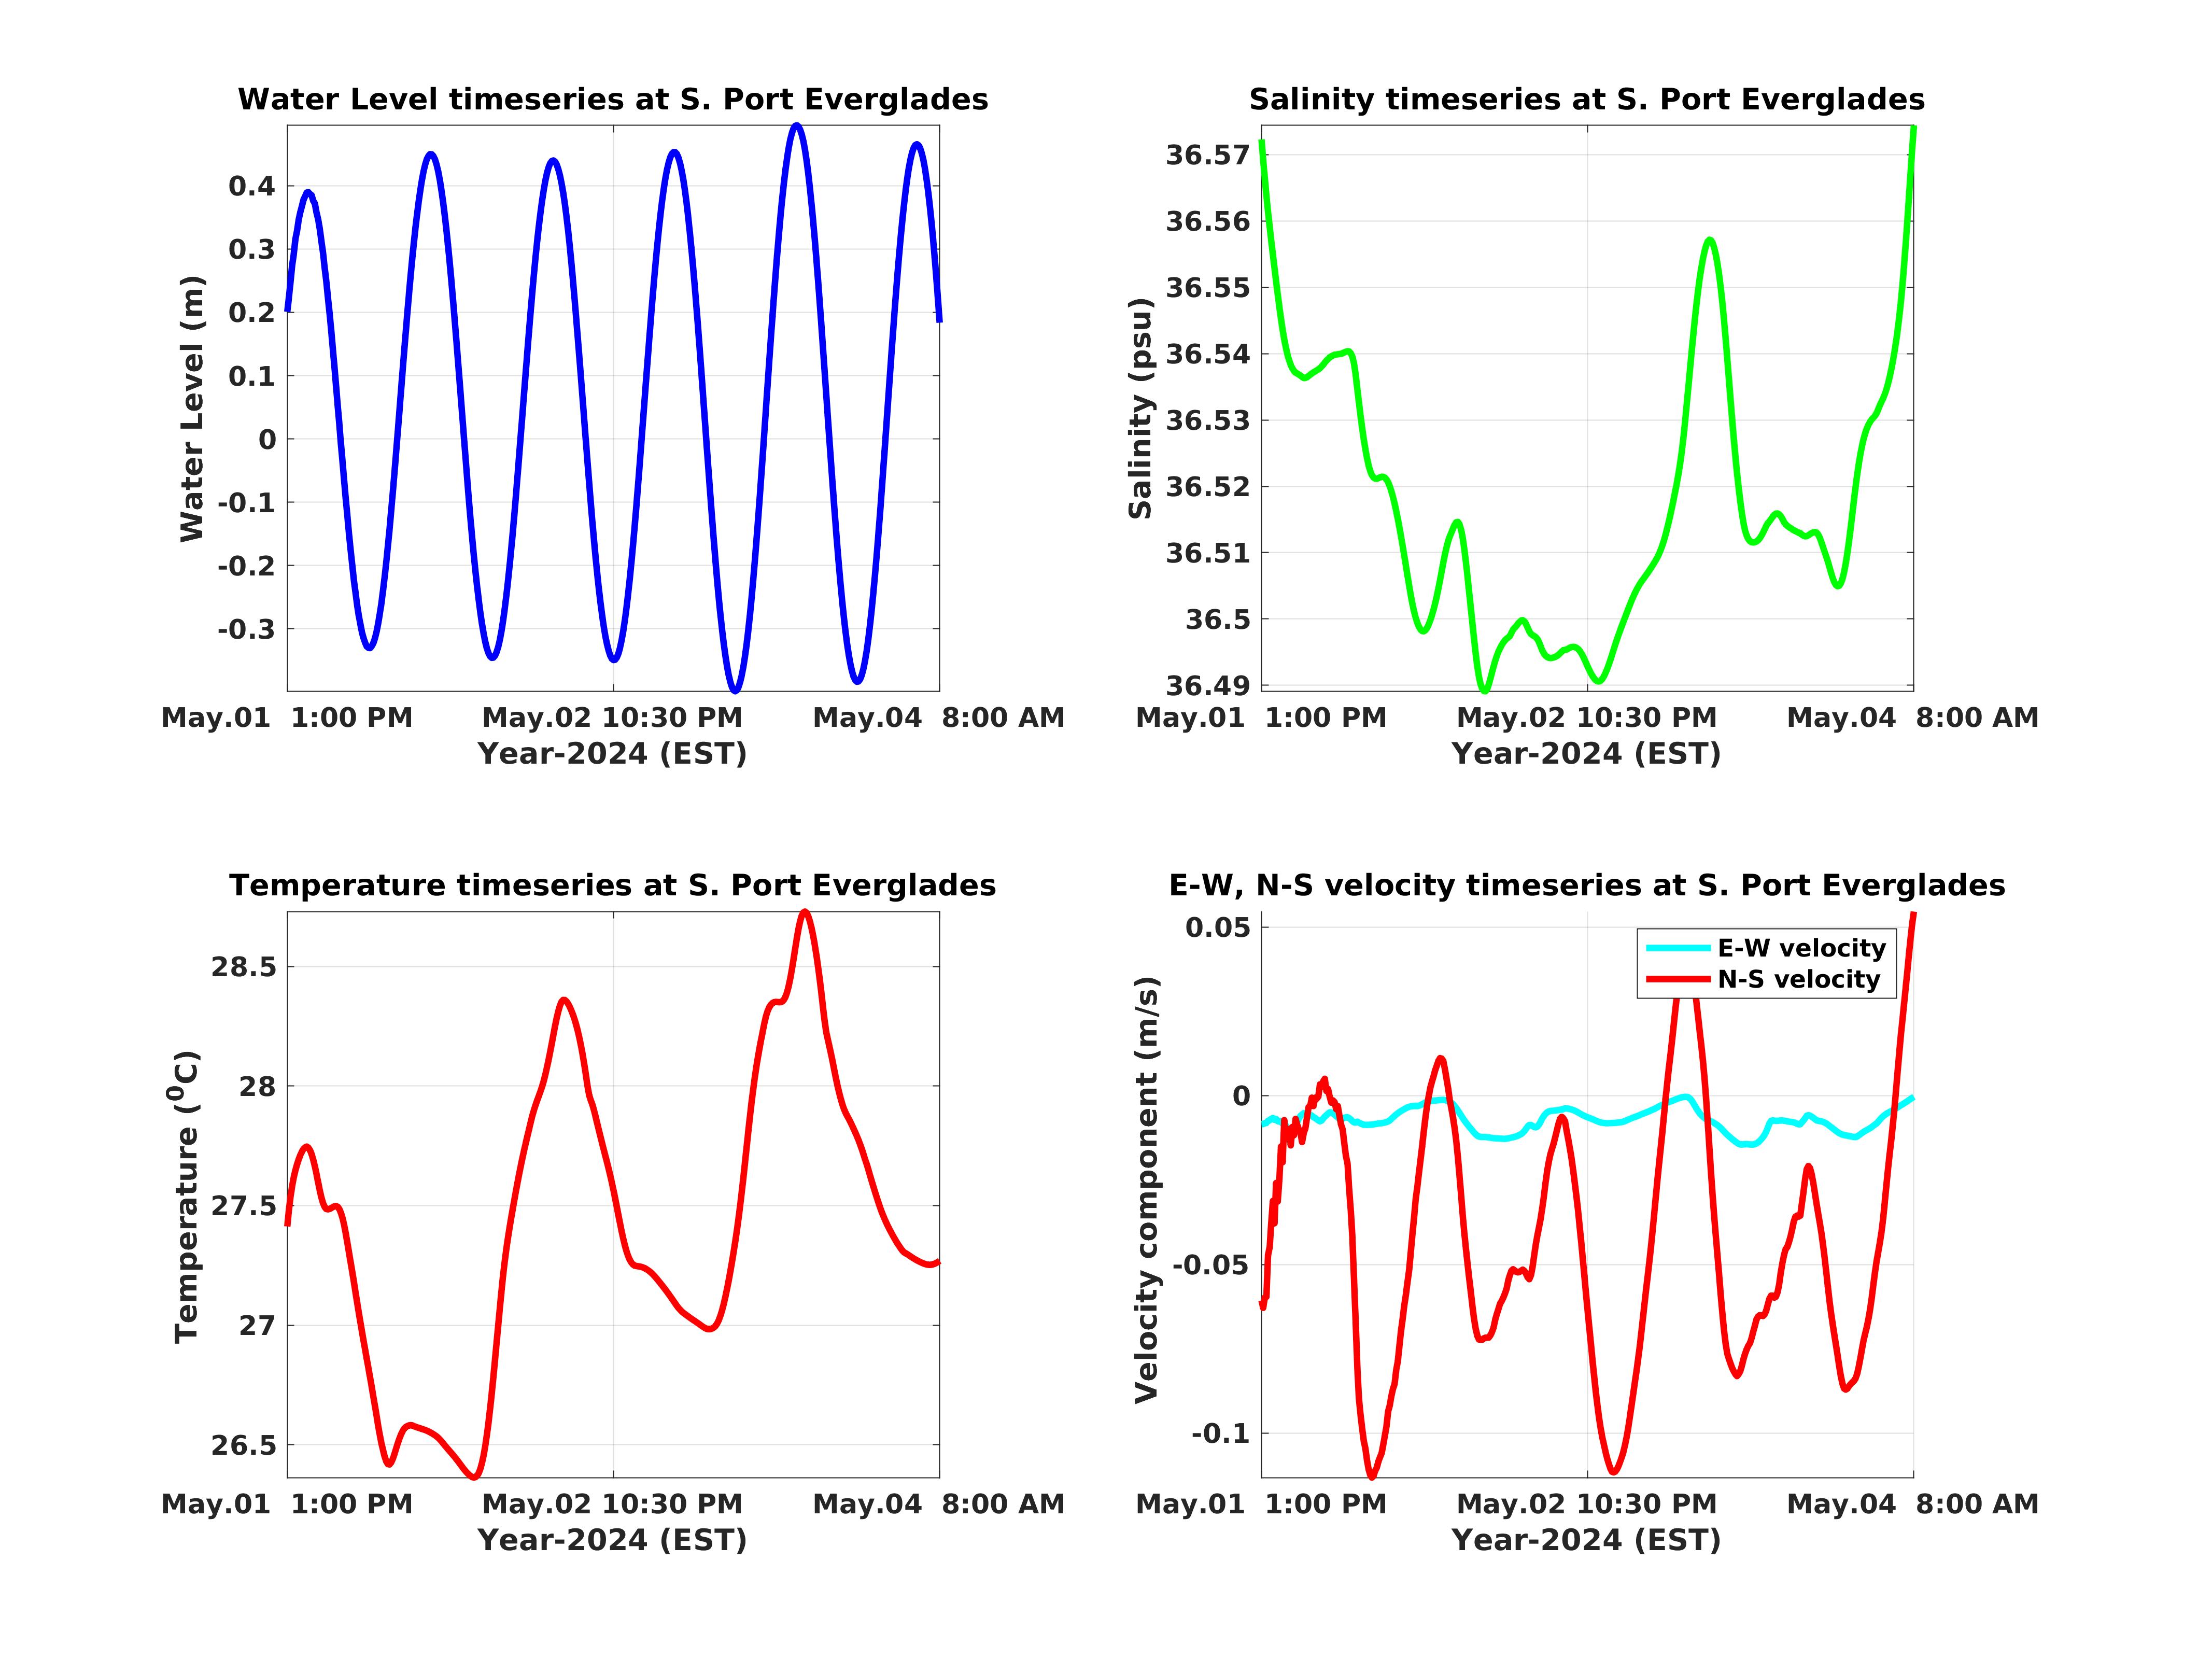 Water Level timeseries at S. Port Everglades
Water Level (m)
0.4
0.3
0.2
0.1
0
-0.1
-0.2
-0.3
May.01 1:00 PM
May.02 10:30 PM
May.04 8:00 AM
Year-2024 (EST)
Salinity timeseries at S. Port Everglades
Salinity (psu)
36.57
36.56
36.55
36.54
36.53
36.52
36.51
36.5
36.49
May.01 1:00 PM
May.02 10:30 PM
May.04 8:00 AM
Year-2024 (EST)
Temperature timeseries at S. Port Everglades
Temperature (⁰C)
28.5
28
27.5
27
26.5
May.01 1:00 PM
May.02 10:30 PM
May.04 8:00 AM
Year-2024 (EST)
E-W, N-S velocity timeseries at S. Port Everglades
Velocity component (m/s)
0.05
0
-0.05
-0.1
E-W velocity
N-S velocity
May.01 1:00 PM
May.02 10:30 PM
May.04 8:00 AM
Year-2024 (EST)